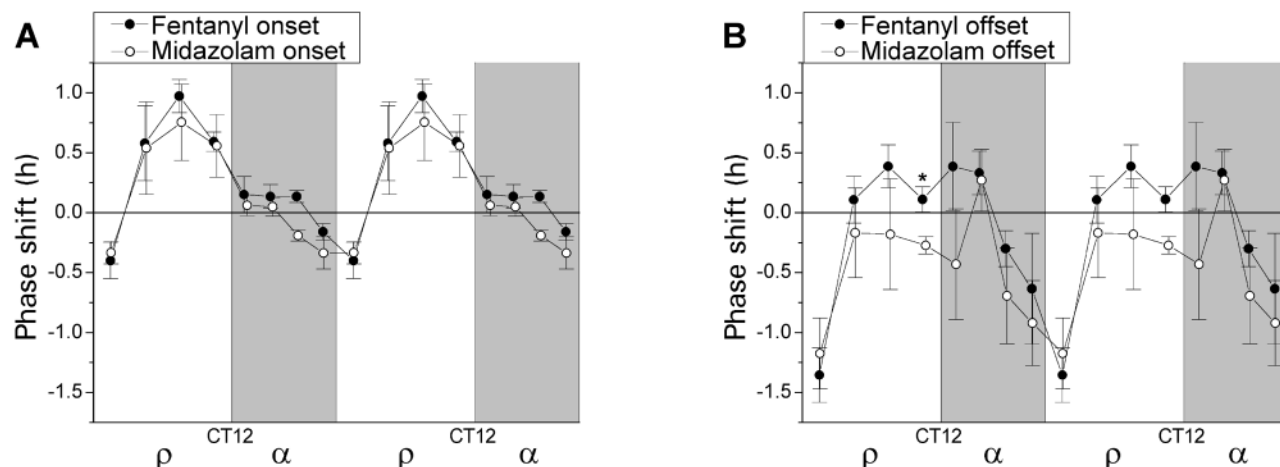 A
Fentanyl onset
Midazolam onset
Phase shift (h)
1.0
0.5
0.0
-0.5
-1.0
-1.5
CT12
CT12
ρ
α
ρ
α
B
Fentanyl offset
Midazolam offset
Phase shift (h)
1.0
0.5
0.0
-0.5
-1.0
-1.5
*
CT12
CT12
ρ
α
ρ
α